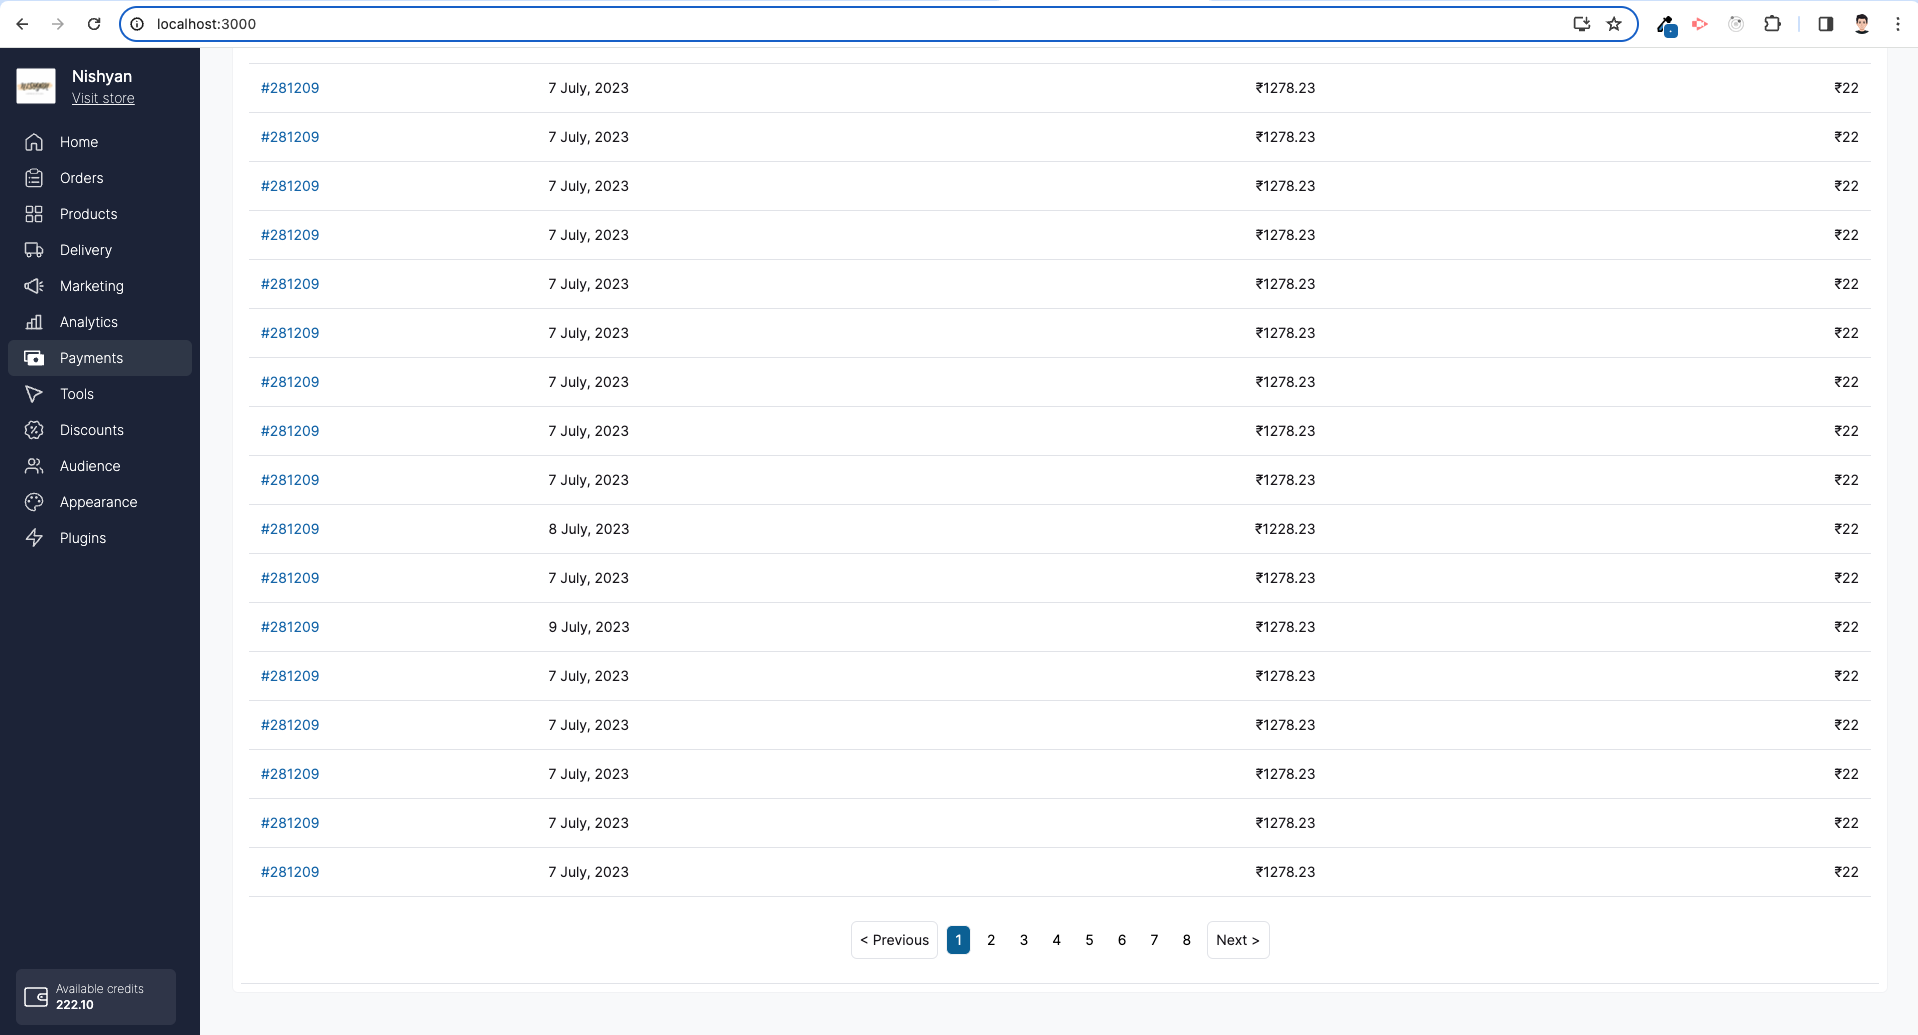 localhost:3000
Nishyan
Visit store
Home
Orders
Products
Delivery
Marketing
Analytics
Payments
Tools
Discounts
Audience
Appearance
Plugins
Available credits
222.10
#281209 7 July, 2023 ₹1278.23 ₹22
#281209 7 July, 2023 ₹1278.23 ₹22
#281209 7 July, 2023 ₹1278.23 ₹22
#281209 7 July, 2023 ₹1278.23 ₹22
#281209 7 July, 2023 ₹1278.23 ₹22
#281209 7 July, 2023 ₹1278.23 ₹22
#281209 7 July, 2023 ₹1278.23 ₹22
#281209 7 July, 2023 ₹1278.23 ₹22
#281209 7 July, 2023 ₹1278.23 ₹22
#281209 8 July, 2023 ₹1228.23 ₹22
#281209 7 July, 2023 ₹1278.23 ₹22
#281209 9 July, 2023 ₹1278.23 ₹22
#281209 7 July, 2023 ₹1278.23 ₹22
#281209 7 July, 2023 ₹1278.23 ₹22
#281209 7 July, 2023 ₹1278.23 ₹22
#281209 7 July, 2023 ₹1278.23 ₹22
#281209 7 July, 2023 ₹1278.23 ₹22
< Previous 1 2 3 4 5 6 7 8 Next >